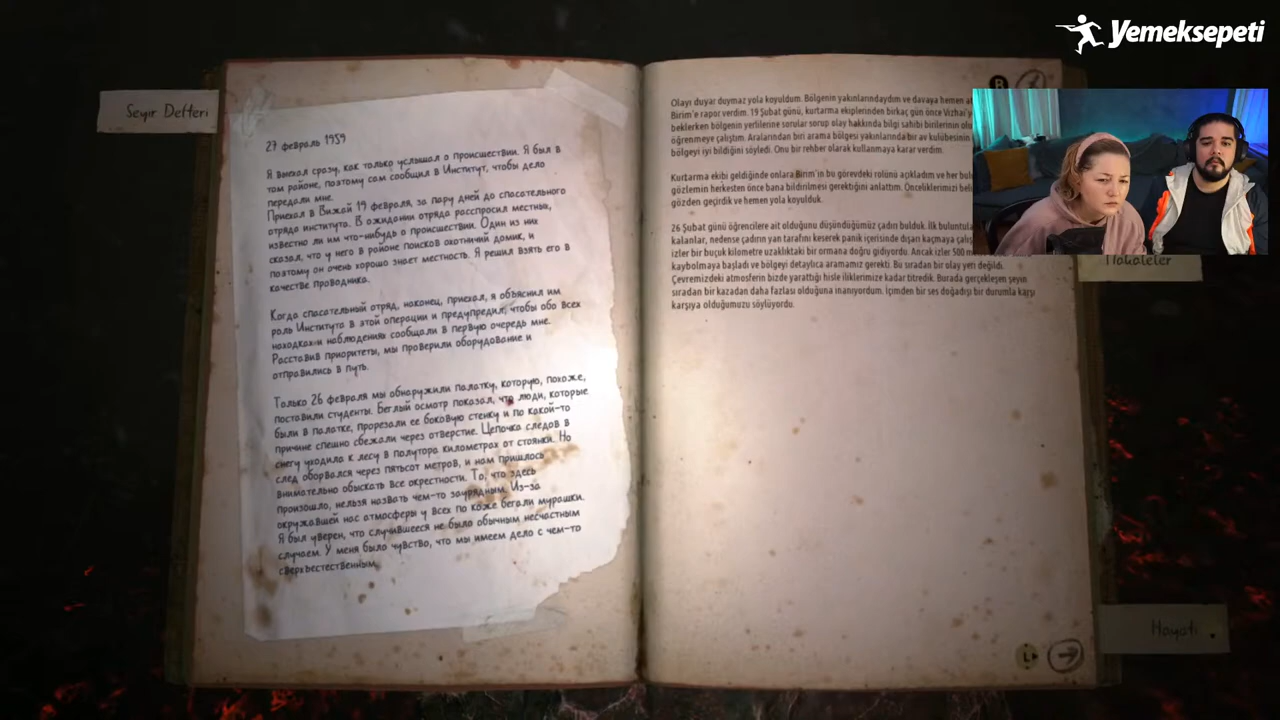 Yemeksepeti
Seyir Defteri
27 февраль 1959
Я выехал сразу, как только услышал о происшествии. Я был в
том районе, поэтому сам сообщил в Институт, чтобы дело
передали мне.
Приехал в Вижай 19 февраля, за пару дней до спасательного
отряда института. В ожидании отряда расспросил местных,
известно ли им что-нибудь о происшествии. Один из них
сказал, что у него в районе поисков охотничий домик, и
поэтому он очень хорошо знает местность. Я решил взять его в
качестве проводника.
Когда спасательный отряд, наконец, приехал, я объяснил им
роль Института в этой операции и предупредил, чтобы обо всех
находках и наблюдениях сообщали в первую очередь мне.
Расставив приоритеты, мы проверили оборудование и
отправились в путь.
Только 26 февраля мы обнаружили палатку, которую, похоже,
поставили студенты. Беглый осмотр показал, что люди, которые
были в палатке, прорезали ее боковую стенку и по какой-то
причине спешно сбежали через отверстие. Цепочка следов в
снегу уходила к лесу в полутора километрах от стоянки. Но
след оборвался через пятьсот метров, и нам пришлось
внимательно обыскать все окрестности. То, что здесь
произошло, нельзя назвать чем-то заурядным. Из-за
окружавшей нас атмосферы у всех по коже бегали мурашки.
Я был уверен, что случившееся не было обычным несчастным
случаем. У меня было чувство, что мы имеем дело с чем-то
сверхъестественным.
B
Olayı duyar duymaz yola koyuldum. Bölgenin yakınlarındaydım ve davaya hemen
Birim'e rapor verdim. 19 Şubat günü, kurtarma ekiplerinden birkaç gün önce Vizhai
beklerken bölgenin yerlilerine sorular sorup olay hakkında bilgi sahibi birilerinin
öğrenmeye çalıştım. Aralarından biri arama bölgesi yakınlarında bir av kulübesinin
bölgeyi iyi bildiğini söyledi. Onu bir rehber olarak kullanmaya karar verdim.
Kurtarma ekibi geldiğinde onlara Birim'in bu görevdeki rolünü açıkladım ve her
gözlemin herkesten önce bana bildirilmesi gerektiğini anlattım. Önceliklerimizi
gözden geçirdik ve hemen yola koyulduk.
26 Şubat günü öğrencilere ait olduğunu düşündüğümüz çadırı bulduk. İlk
kalanlar, nedense çadırın yan tarafını keserek panik içerisinde dışarı kaçmaya
izler bir buçuk kilometre uzaklıktaki bir ormana doğru gidiyordu. Ancak izler 500
kaybolmaya başladı ve bölgeyi detaylıca aramamız gerekti. Bu sıradan bir olay yeri değildi.
Çevremizdeki atmosferin bizde yarattığı hisle iliklerimize kadar titredik. Burada gerçekleşen şeyin
sıradan bir kazadan daha fazlası olduğuna inanıyordum. İçimden bir ses doğadışı bir durumla karşı
karşıya olduğumuzu söylüyordu.
Makaleler
Hayati
L